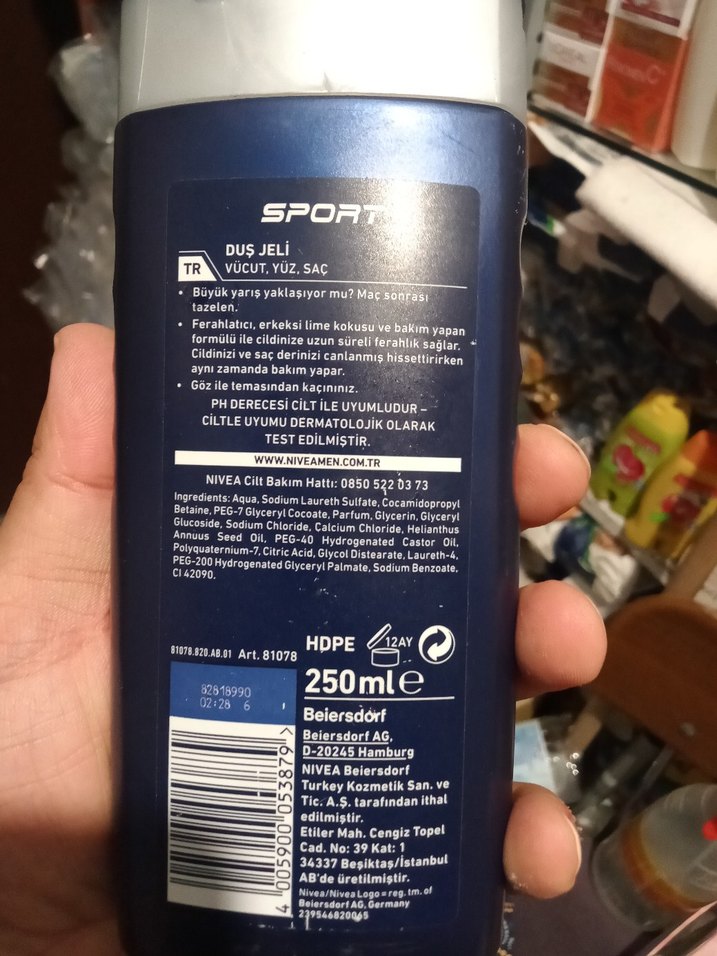 SPORT
TR
DUŞ JELİ
VÜCUT, YÜZ, SAÇ
• Büyük yarış yaklaşıyor mu? Maç sonrası
tazelen.
• Ferahlatıcı, erkeksi lime kokusu ve bakım yapan
formülü ile cildinize uzun süreli ferahlık sağlar.
Cildinizi ve saç derinizi canlanmış hissettirirken
aynı zamanda bakım yapar.
• Göz ile temasından kaçınınız.
PH DERECESİ CİLT İLE UYUMLUDUR –
CİLTLE UYUMU DERMATOLOJİK OLARAK
TEST EDİLMİŞTİR.
WWW.NIVEAMEN.COM.TR
NIVEA Cilt Bakım Hattı: 0850 522 03 73
Ingredients: Aqua, Sodium Laureth Sulfate, Cocamidopropyl
Betaine, PEG-7 Glyceryl Cocoate, Parfum, Glycerin, Glyceryl
Glucoside, Sodium Chloride, Calcium Chloride, Helianthus
Annuus Seed Oil, PEG-40 Hydrogenated Castor Oil,
Polyquaternium-7, Citric Acid, Glycol Distearate, Laureth-4,
PEG-200 Hydrogenated Glyceryl Palmate, Sodium Benzoate,
CI 42090.
81078.820.AB.01 Art. 81078
HDPE 12AY
82818990
02:28 6
250ml e
Beiersdorf
Beiersdorf AG,
D-20245 Hamburg
NIVEA Beiersdorf
Turkey Kozmetik San. ve
Tic. A.Ş. tarafından ithal
edilmiştir.
Etiler Mah. Cengiz Topel
Cad. No: 39 Kat: 1
34337 Beşiktaş/İstanbul
AB'de üretilmiştir.
Nivea/Nivea Logo = reg. tm. of
Beiersdorf AG, Germany
239546820065
4 005900 053879 >